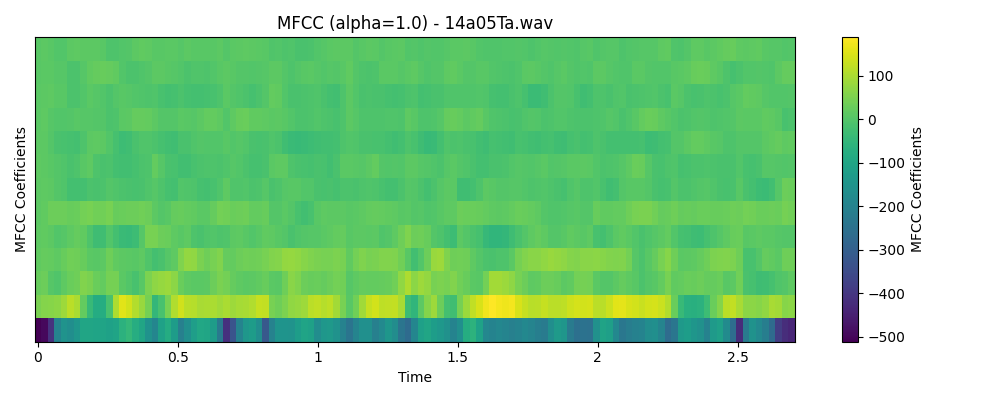 MFCC (alpha=1.0) - 14a05Ta.wav
MFCC Coefficients
0 0.5 1 1.5 2 2.5
Time
100
0
−100
−200
−300
−400
−500
MFCC Coefficients